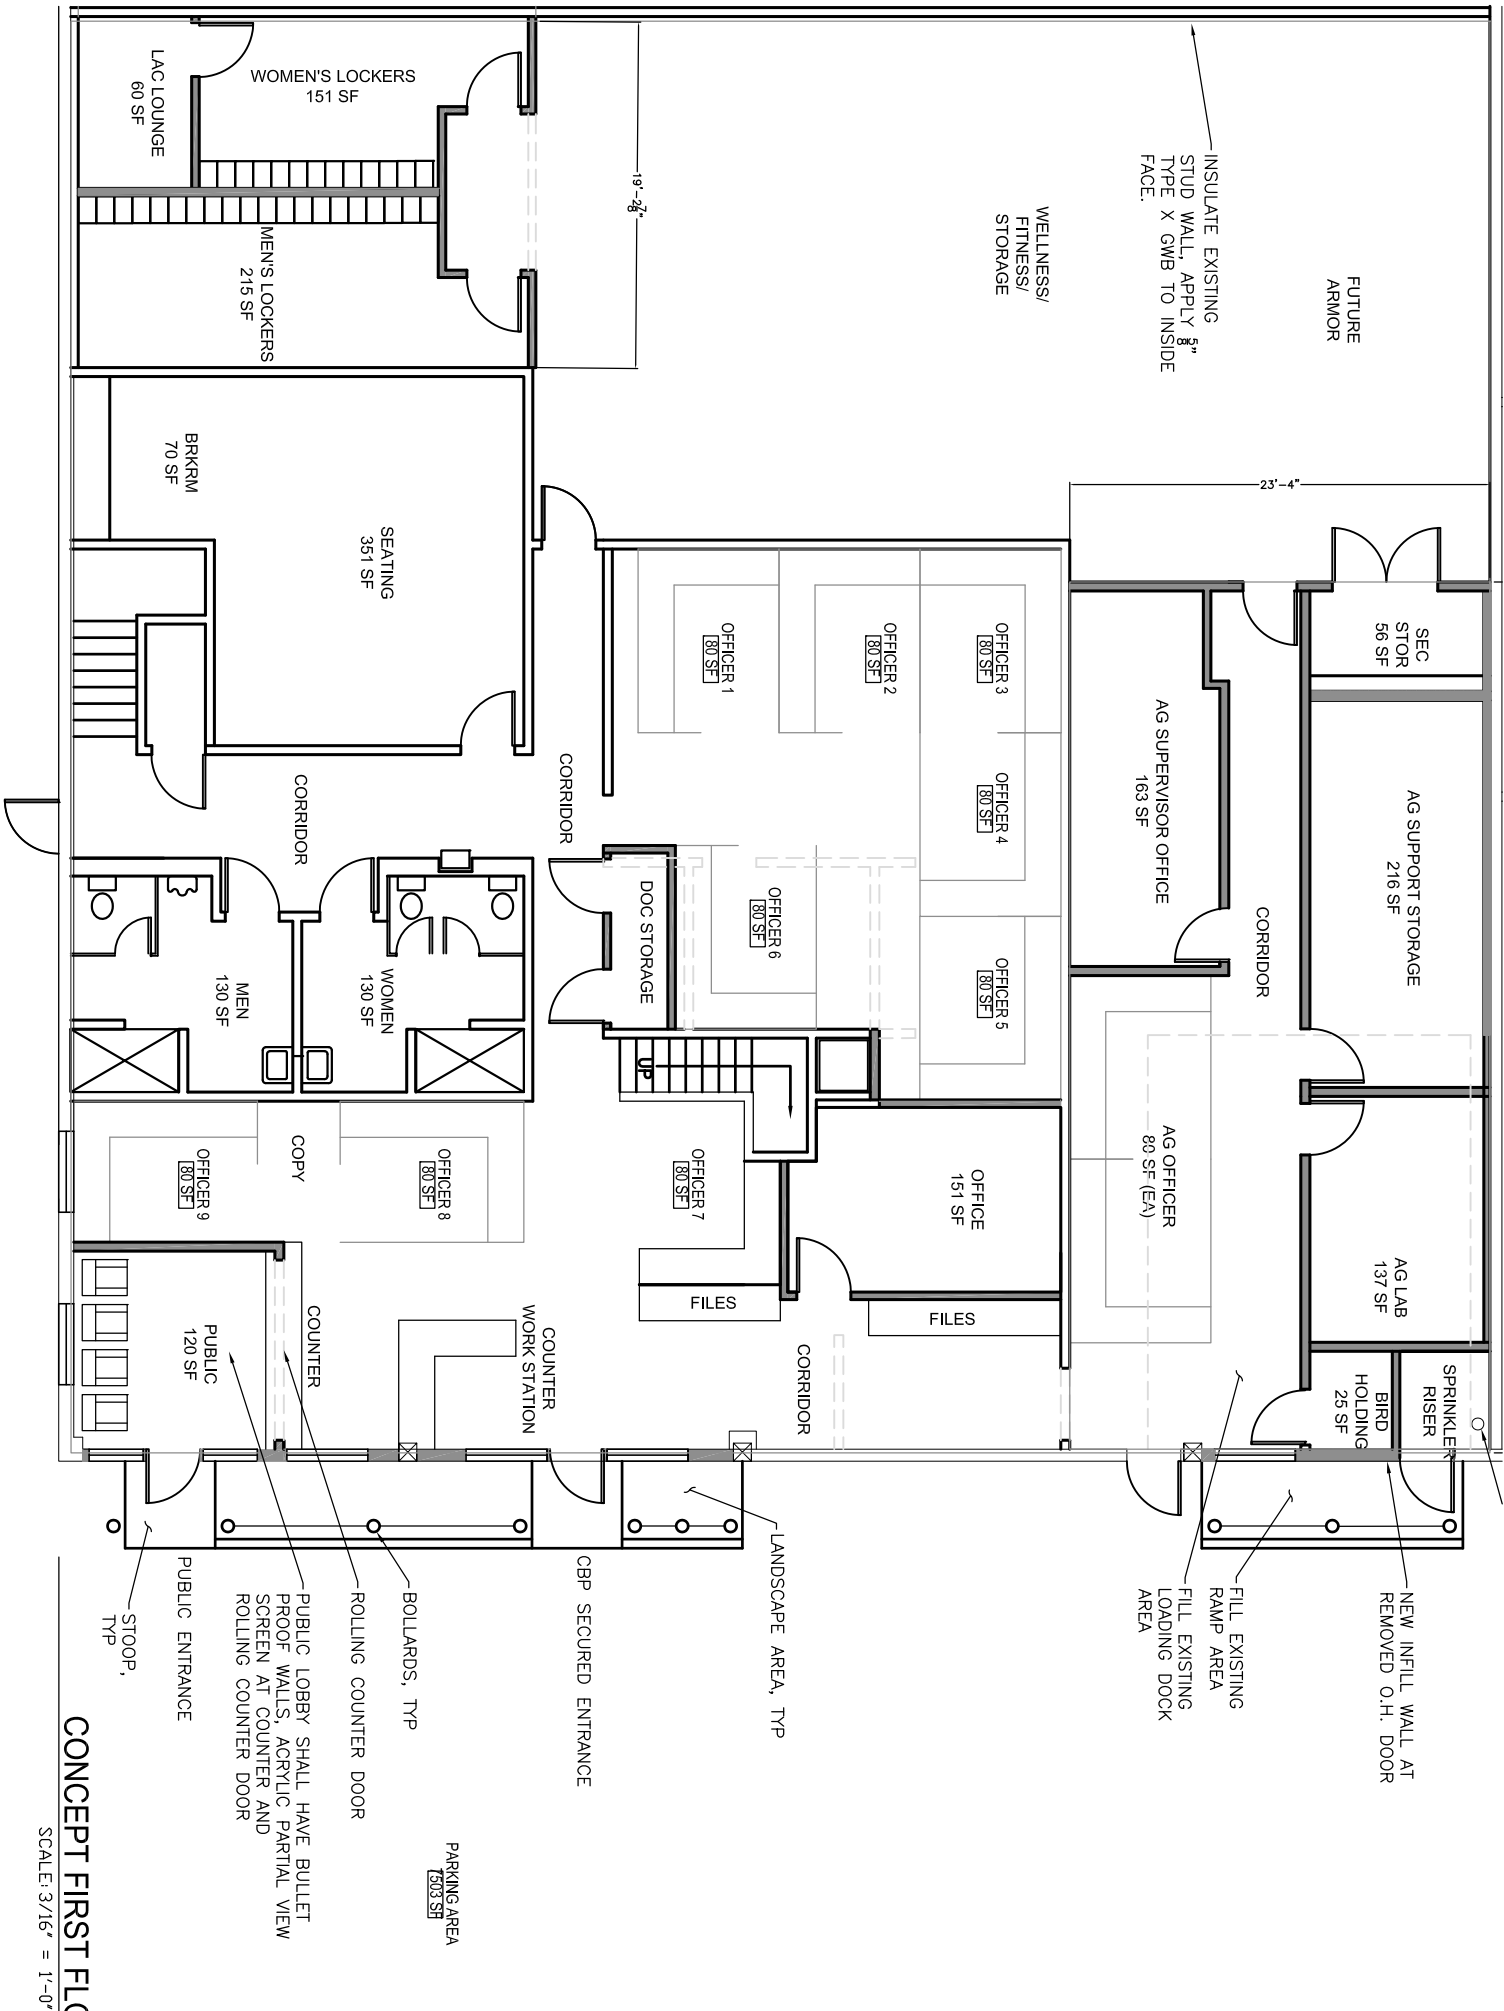 LAC LOUNGE
60 SF
WOMEN'S LOCKERS
151 SF
MEN'S LOCKERS
215 SF
19'-2 7/8"
INSULATE EXISTING
STUD WALL, APPLY 5/8"
TYPE X GWB TO INSIDE
FACE.
WELLNESS/
FITNESS/
STORAGE
FUTURE
ARMOR
23'-4"
BRKRM
70 SF
SEATING
351 SF
OFFICER 1
80 SF
OFFICER 2
80 SF
OFFICER 3
80 SF
OFFICER 4
80 SF
OFFICER 5
80 SF
OFFICER 6
80 SF
SEC
STOR
56 SF
AG SUPERVISOR OFFICE
163 SF
AG SUPPORT STORAGE
216 SF
CORRIDOR
CORRIDOR
CORRIDOR
DOC STORAGE
MEN
130 SF
WOMEN
130 SF
UP
OFFICER 9
80 SF
COPY
OFFICER 8
80 SF
OFFICER 7
80 SF
OFFICE
151 SF
AG OFFICER
80 SF (EA)
AG LAB
137 SF
FILES
FILES
PUBLIC
120 SF
COUNTER
COUNTER
WORK STATION
CORRIDOR
BIRD
HOLDING
25 SF
SPRINKLER
RISER
STOOP,
TYP
PUBLIC ENTRANCE
PUBLIC LOBBY SHALL HAVE BULLET
PROOF WALLS, ACRYLIC PARTIAL VIEW
SCREEN AT COUNTER AND
ROLLING COUNTER DOOR
ROLLING COUNTER DOOR
BOLLARDS, TYP
CBP SECURED ENTRANCE
LANDSCAPE AREA, TYP
FILL EXISTING
LOADING DOCK
AREA
FILL EXISTING
RAMP AREA
NEW INFILL WALL AT
REMOVED O.H. DOOR
PARKING AREA
7503 SF
CONCEPT FIRST FLO
SCALE: 3/16" = 1'-0"